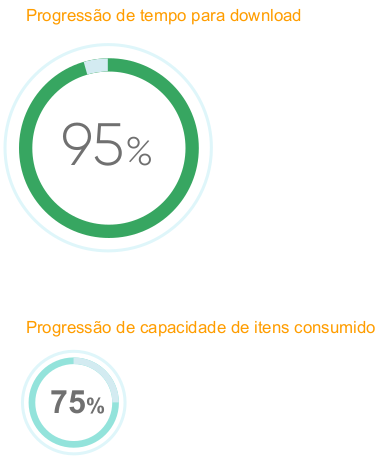 Progressão de tempo para download
95%
Progressão de capacidade de itens consumido
75%